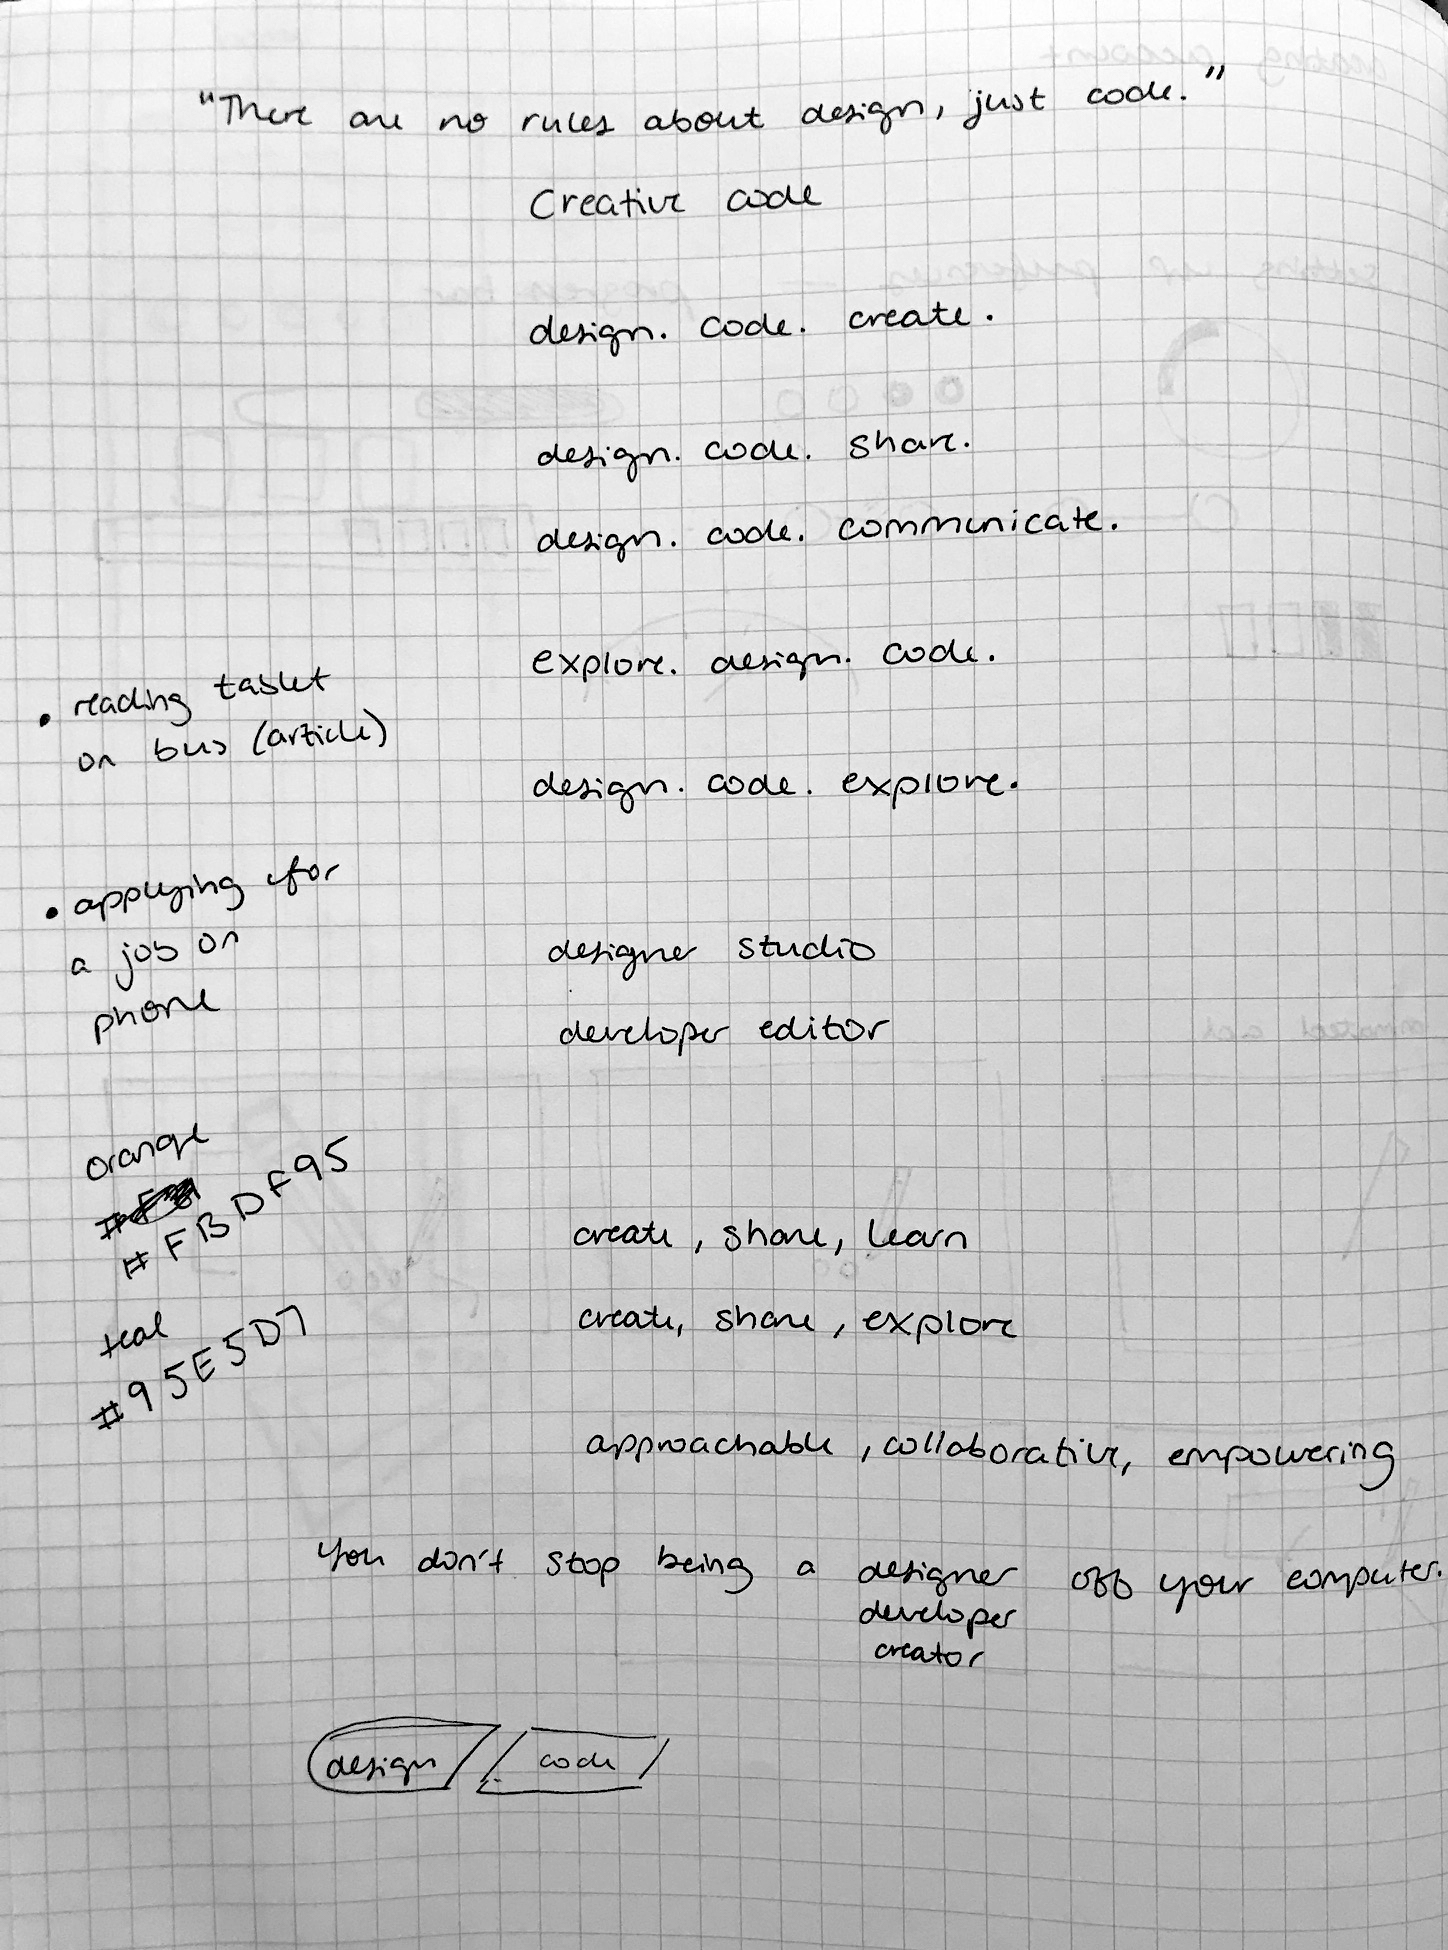 "There are no rules about design, just code."
Creative code
design. code. create.
design. code. share.
design. code. communicate.
explore. design. code.
• reading tablet
on bus (article)
design. code. explore.
• applying for
a job on
phone
designer studio
developer editor
orange
#FBDF95
create, share, learn
teal
#95E5D7
create, share, explore
approachable, collaborative, empowering
you don't stop being a designer off your computer.
developer
creator
design code